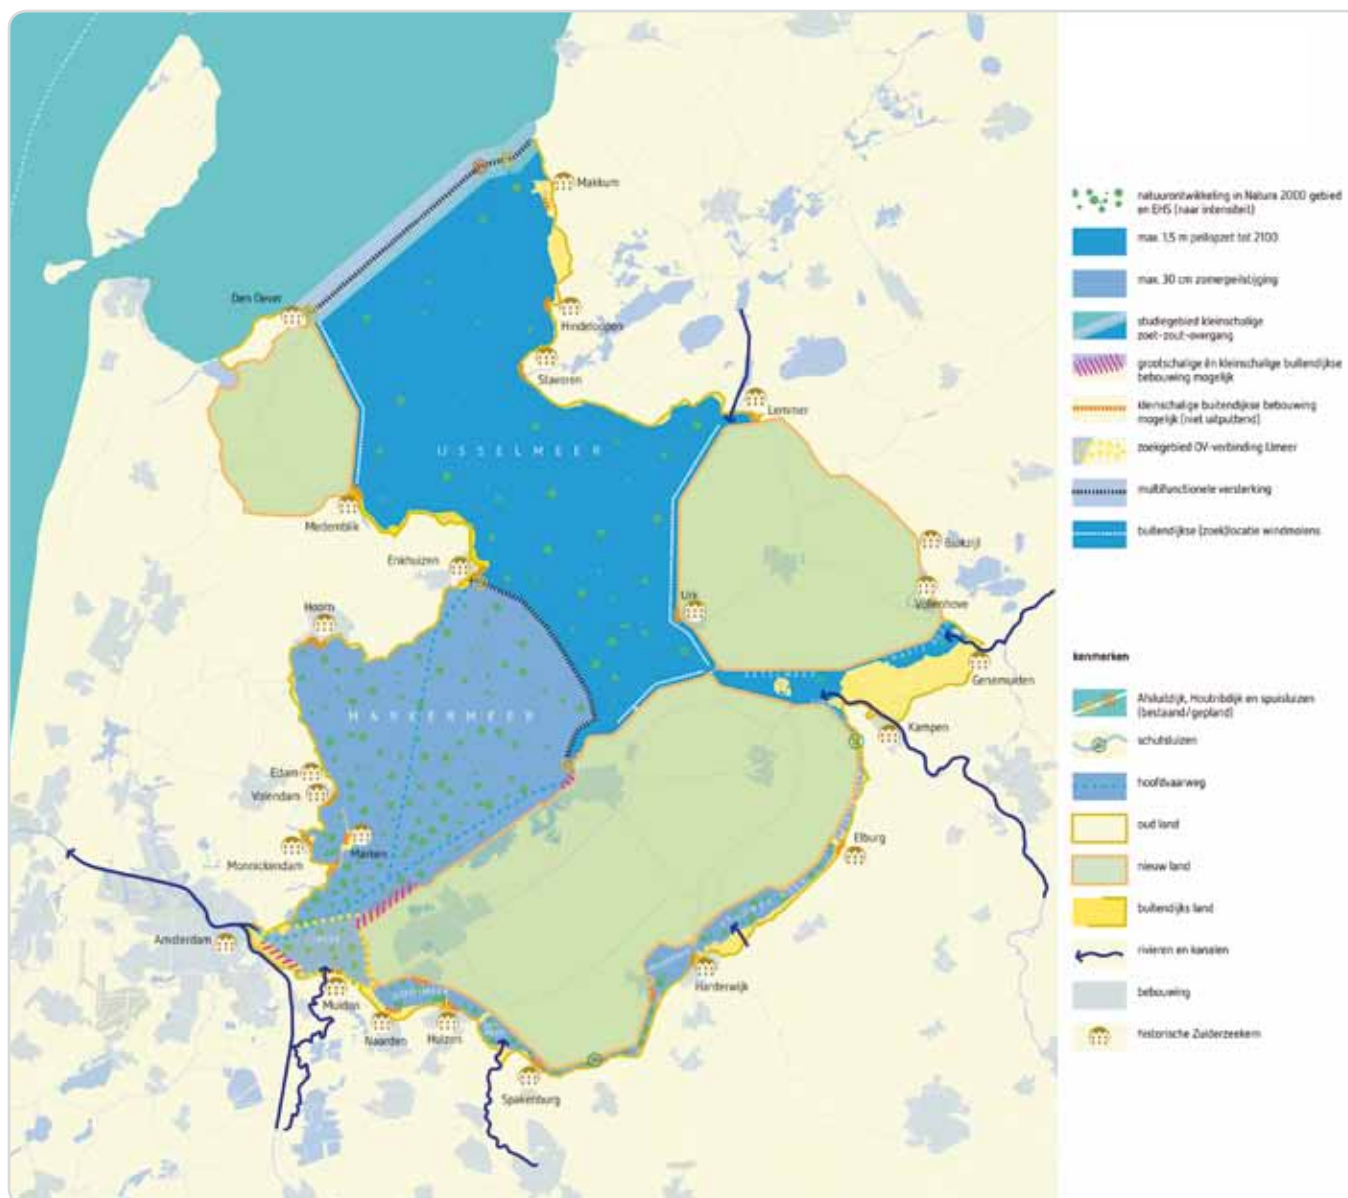 Makkum
Den Oever
Hindeloopen
Stavoren
Lemmer
IJSSELMEER
Medemblik
Enkhuizen
Blokzijl
Urk
Vollenhove
Hoorn
Genemuiden
MARKERMEER
Kampen
Edam
Volendam
Marken
Monnickendam
Elburg
Amsterdam
Harderwijk
Muiden
Naarden
Huizen
Spakenburg
natuurontwikkeling in Natura 2000 gebied
en EHS (naar intensiteit)
max. 1,5 m peilopzet tot 2100
max. 30 cm zomerpeilstijging
studiegebied kleinschalige
zoet-zout-overgang
grootschalige én kleinschalige buitendijkse
bebouwing mogelijk
kleinschalige buitendijkse bebouwing
mogelijk (niet uitputtend)
zoekgebied OV-verbinding IJmeer
multifunctionele versterking
buitendijkse (zoek)locatie windmolens
kenmerken
Afsluitdijk, Houtribdijk en spuisluizen
(bestaand/gepland)
schutsluizen
hoofdvaarweg
oud land
nieuw land
buitendijks land
rivieren en kanalen
bebouwing
historische Zuiderzeekern